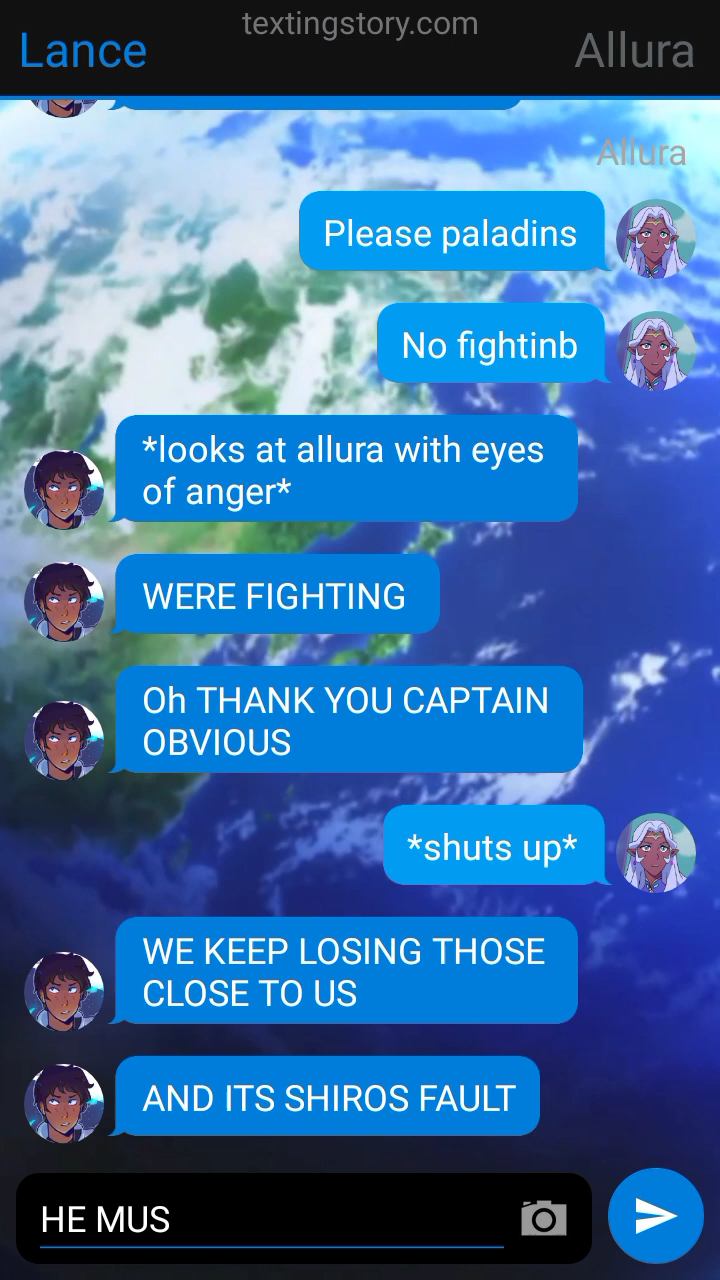 textingstory.com
Lance
Allura
Allura
Please paladins
No fightinb
*looks at allura with eyes
of anger*
WERE FIGHTING
Oh THANK YOU CAPTAIN
OBVIOUS
*shuts up*
WE KEEP LOSING THOSE
CLOSE TO US
AND ITS SHIROS FAULT
HE MUS